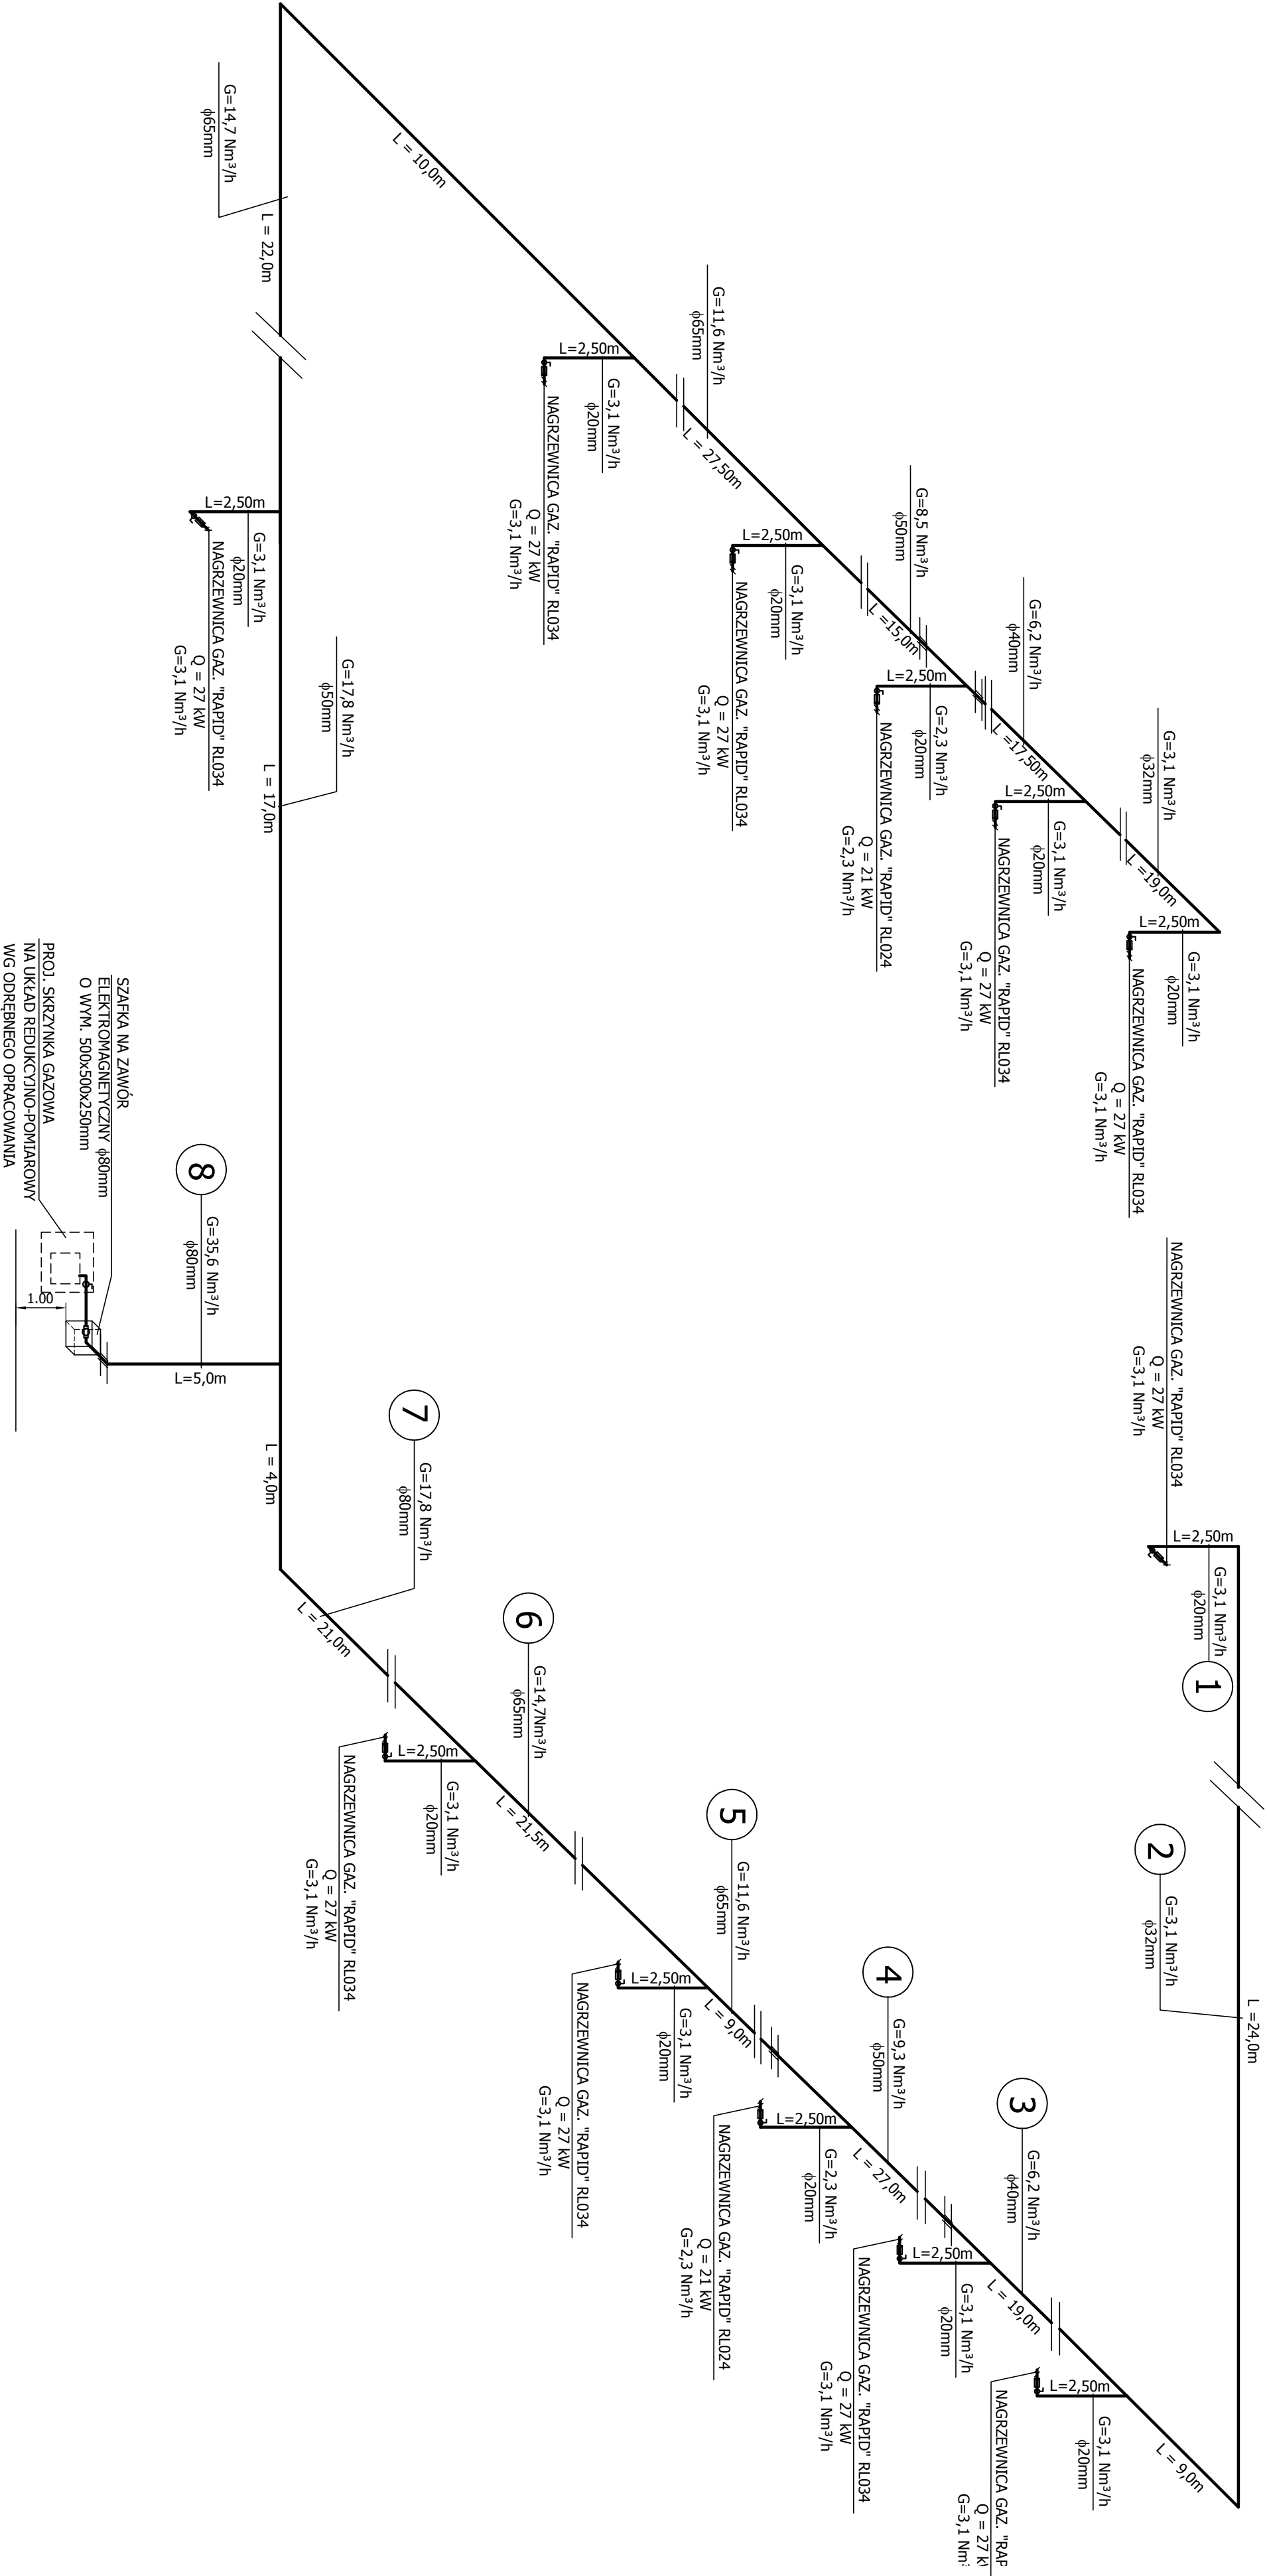 G=14,7 Nm³/h
ϕ65mm
L = 22,0m
L = 10,0m
L=2,50m
G=3,1 Nm³/h
ϕ20mm
NAGRZEWNICA GAZ. "RAPID" RL034
Q = 27 kW
G=3,1 Nm³/h
G=11,6 Nm³/h
ϕ65mm
L = 27,50m
L=2,50m
G=3,1 Nm³/h
ϕ20mm
NAGRZEWNICA GAZ. "RAPID" RL034
Q = 27 kW
G=3,1 Nm³/h
G=8,5 Nm³/h
ϕ50mm
L =15,0m
L=2,50m
G=2,3 Nm³/h
ϕ20mm
NAGRZEWNICA GAZ. "RAPID" RL024
Q = 21 kW
G=2,3 Nm³/h
G=6,2 Nm³/h
ϕ40mm
L =17,50m
L=2,50m
G=3,1 Nm³/h
ϕ20mm
NAGRZEWNICA GAZ. "RAPID" RL034
Q = 27 kW
G=3,1 Nm³/h
G=3,1 Nm³/h
ϕ32mm
L =19,0m
L=2,50m
G=3,1 Nm³/h
ϕ20mm
NAGRZEWNICA GAZ. "RAPID" RL034
Q = 27 kW
G=3,1 Nm³/h
L=2,50m
G=3,1 Nm³/h
ϕ20mm
NAGRZEWNICA GAZ. "RAPID" RL034
Q = 27 kW
G=3,1 Nm³/h
G=17,8 Nm³/h
ϕ50mm
L = 17,0m
SZAFKA NA ZAWÓR
ELEKTROMAGNETYCZNY ϕ80mm
O WYM. 500x500x250mm
PROJ. SKRZYNKA GAZOWA
NA UKŁAD REDUKCYJNO-POMIAROWY
WG ODRĘBNEGO OPRACOWANIA
1.00
8
G=35,6 Nm³/h
ϕ80mm
L=5,0m
L = 4,0m
7
G=17,8 Nm³/h
ϕ80mm
L = 21,0m
L=2,50m
G=3,1 Nm³/h
ϕ20mm
NAGRZEWNICA GAZ. "RAPID" RL034
Q = 27 kW
G=3,1 Nm³/h
6
G=14,7Nm³/h
ϕ65mm
L = 21,5m
L=2,50m
G=3,1 Nm³/h
ϕ20mm
NAGRZEWNICA GAZ. "RAPID" RL034
Q = 27 kW
G=3,1 Nm³/h
5
G=11,6 Nm³/h
ϕ65mm
L = 9,0m
L=2,50m
G=2,3 Nm³/h
ϕ20mm
NAGRZEWNICA GAZ. "RAPID" RL024
Q = 21 kW
G=2,3 Nm³/h
4
G=9,3 Nm³/h
ϕ50mm
L = 27,0m
L=2,50m
G=3,1 Nm³/h
ϕ20mm
NAGRZEWNICA GAZ. "RAPID" RL034
Q = 27 kW
G=3,1 Nm³/h
3
G=6,2 Nm³/h
ϕ40mm
L = 19,0m
L=2,50m
G=3,1 Nm³/h
ϕ20mm
NAGRZEWNICA GAZ.
Q = 27
G=3,1
L = 9,0m
2
G=3,1 Nm³/h
ϕ32mm
L =24,0m
1
G=3,1 Nm³/h
ϕ20mm
L=2,50m
NAGRZEWNICA GAZ. "RAPID" RL034
Q = 27 kW
G=3,1 Nm³/h